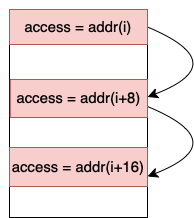 access = addr(i)
access = addr(i+8)
access = addr(i+16)